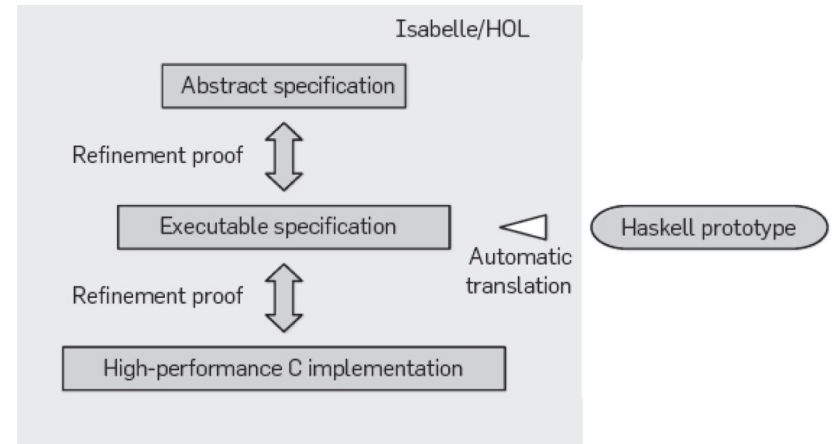 Isabelle/HOL
Abstract specification
Refinement proof
Executable specification
Haskell prototype
Automatic
translation
Refinement proof
High-performance C implementation